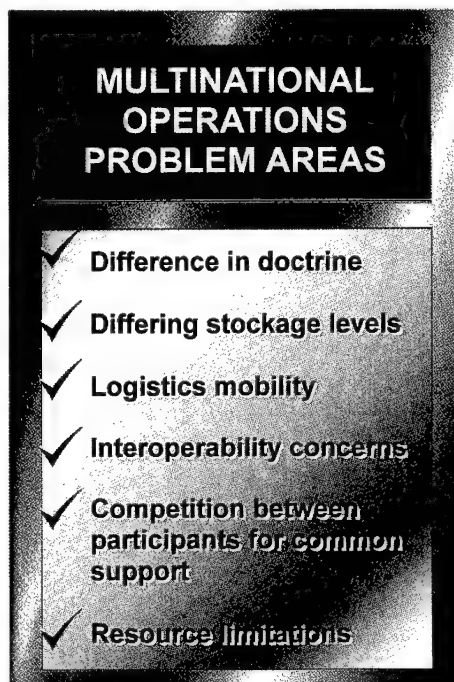 MULTINATIONAL
OPERATIONS
PROBLEM AREAS
Difference in doctrine
Differing stockage levels
Logistics mobility
Interoperability concerns
Competition between
participants for common
support
Resource limitations